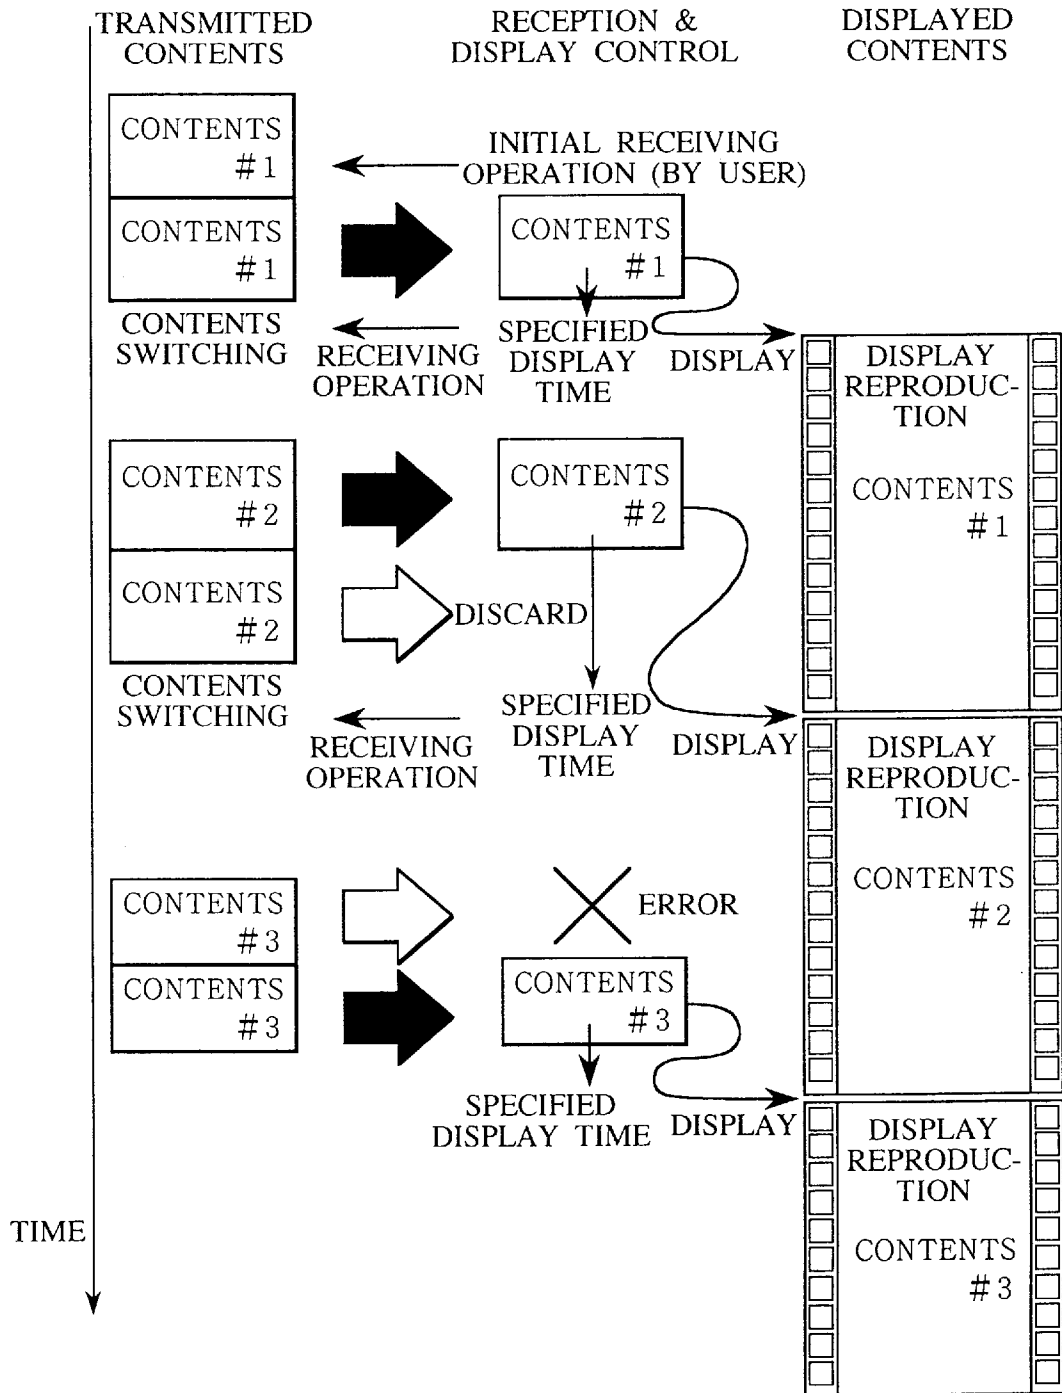 TRANSMITTED
CONTENTS
RECEPTION &
DISPLAY CONTROL
DISPLAYED
CONTENTS
CONTENTS
#1
INITIAL RECEIVING
OPERATION (BY USER)
CONTENTS
#1
CONTENTS
#1
CONTENTS
SWITCHING
RECEIVING
OPERATION
SPECIFIED
DISPLAY
TIME
DISPLAY
DISPLAY
REPRODUC-
TION
CONTENTS
#1
CONTENTS
#2
CONTENTS
#2
CONTENTS
#2
DISCARD
CONTENTS
SWITCHING
RECEIVING
OPERATION
SPECIFIED
DISPLAY
TIME
DISPLAY
DISPLAY
REPRODUC-
TION
CONTENTS
#2
CONTENTS
#3
ERROR
CONTENTS
#3
CONTENTS
#3
SPECIFIED
DISPLAY TIME
DISPLAY
DISPLAY
REPRODUC-
TION
CONTENTS
#3
TIME